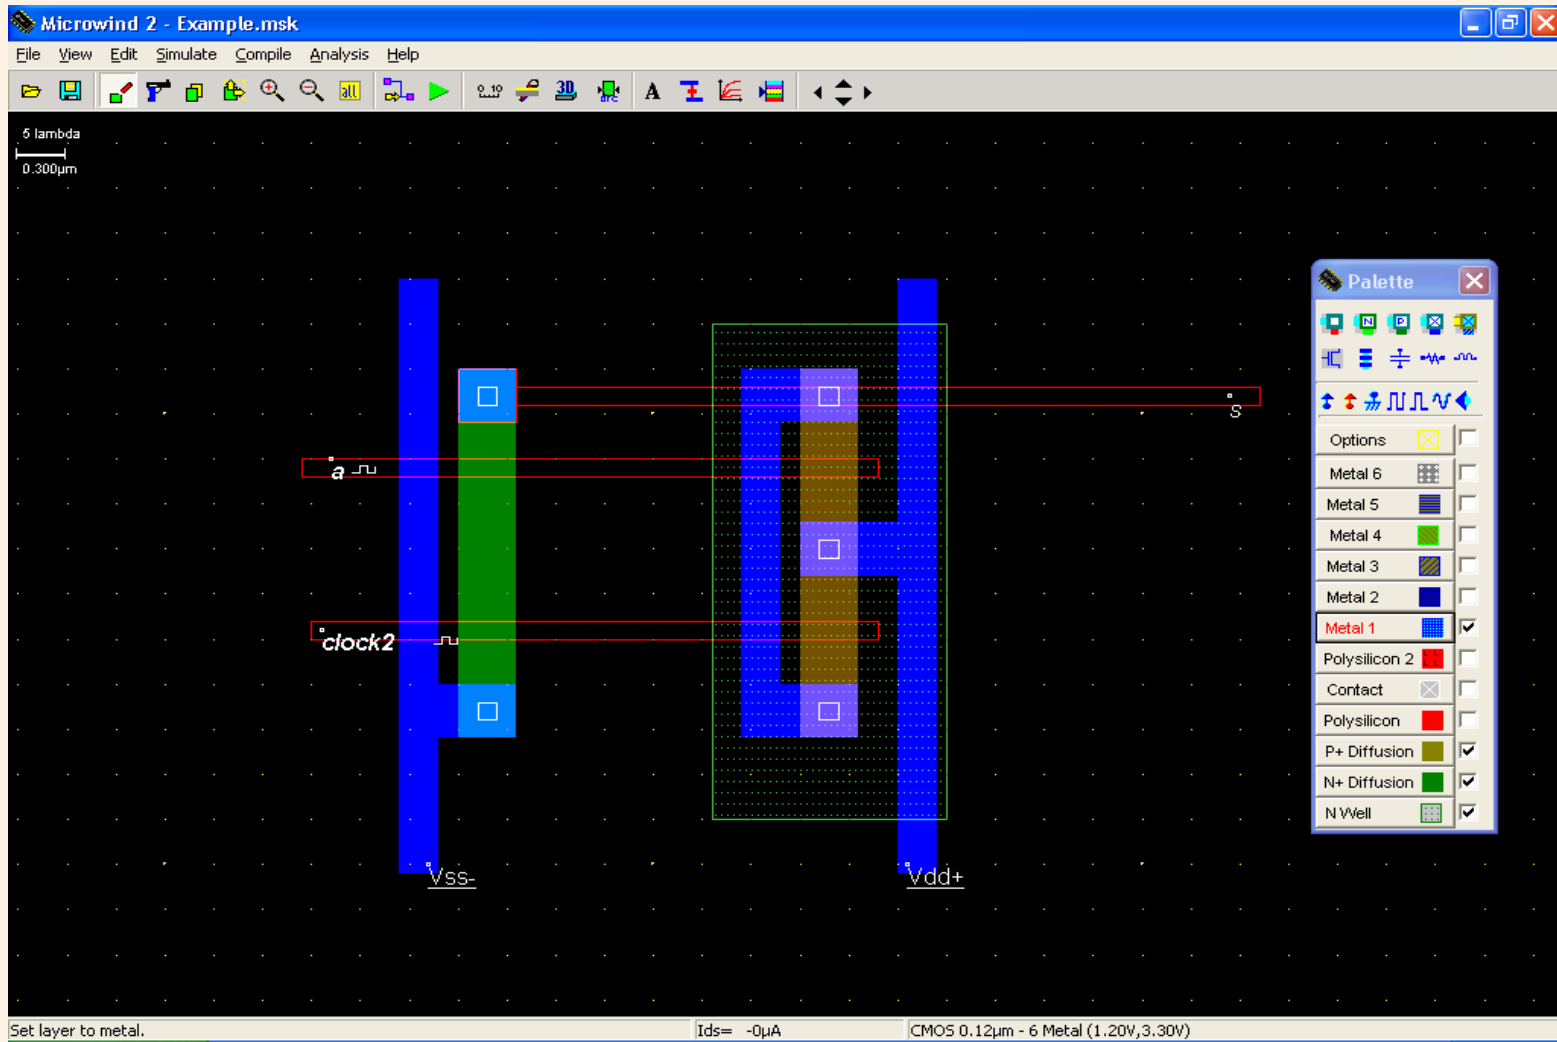 Microwind 2 - Example.msk
File View Edit Simulate Compile Analysis Help
5 lambda
0.300µm
Palette
Options
Metal 6
Metal 5
Metal 4
Metal 3
Metal 2
Metal 1
Polysilicon 2
Contact
Polysilicon
P+ Diffusion
N+ Diffusion
N Well
s
a
clock2
Vss-
Vdd+
Set layer to metal.
Ids= -0µA
CMOS 0.12µm - 6 Metal (1.20V,3.30V)